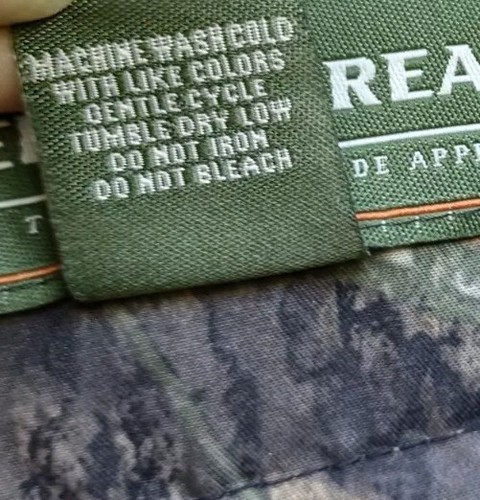 MACHINE WASH COLD
WITH LIKE COLORS
GENTLE CYCLE
TUMBLE DRY LOW
DO NOT IRON
DO NOT BLEACH
REA
DE APPE
T